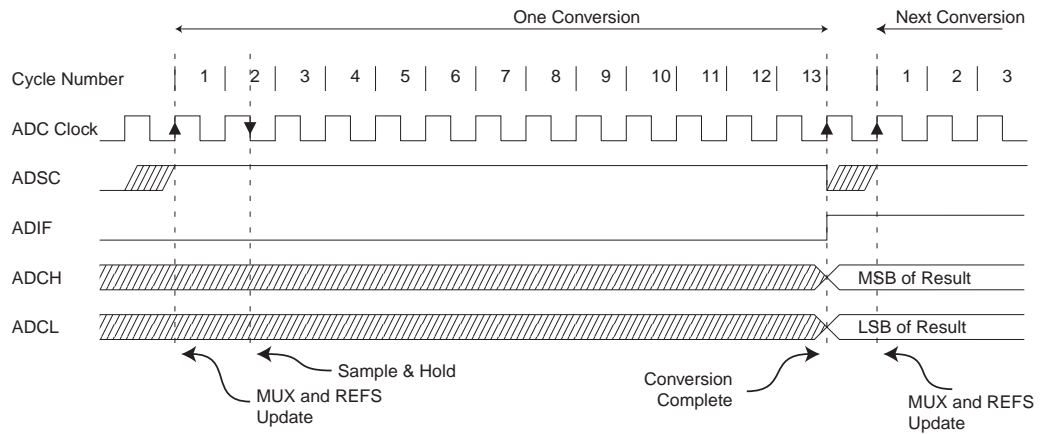 One Conversion Next Conversion
Cycle Number 1 2 3 4 5 6 7 8 9 10 11 12 13 1 2 3
ADC Clock
ADSC
ADIF
ADCH MSB of Result
ADCL LSB of Result
Sample & Hold
MUX and REFS
Update
Conversion
Complete
MUX and REFS
Update